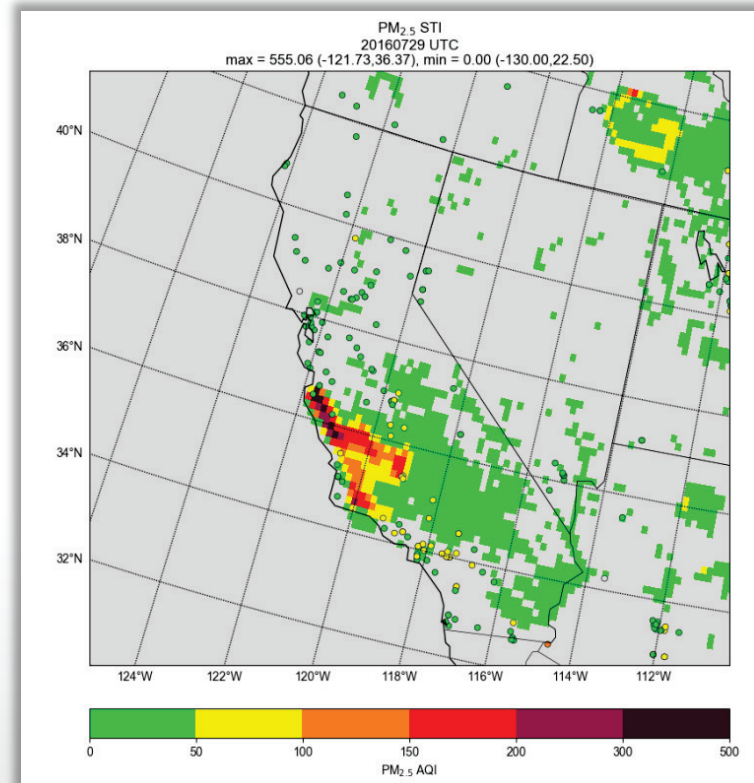 PM2.5 STI
20160729 UTC
max = 555.06 (-121.73,36.37), min = 0.00 (-130.00,22.50)
40°N
38°N
36°N
34°N
32°N
124°W 122°W 120°W 118°W 116°W 114°W 112°W
0 50 100 150 200 300 500
PM2.5 AQI